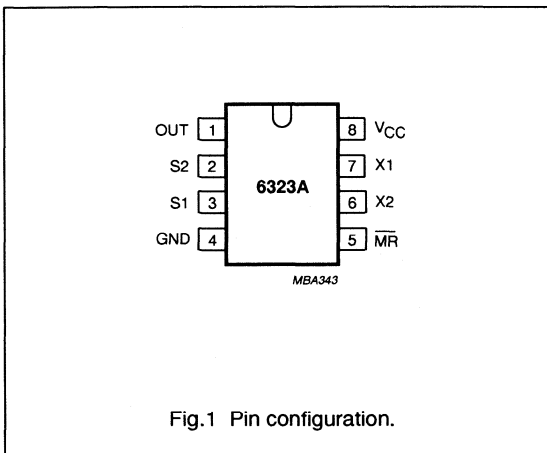 OUT 1 8 VCC
S2 2 7 X1
6323A
S1 3 6 X2
GND 4 5 M̅R̅
MBA343
Fig.1 Pin configuration.